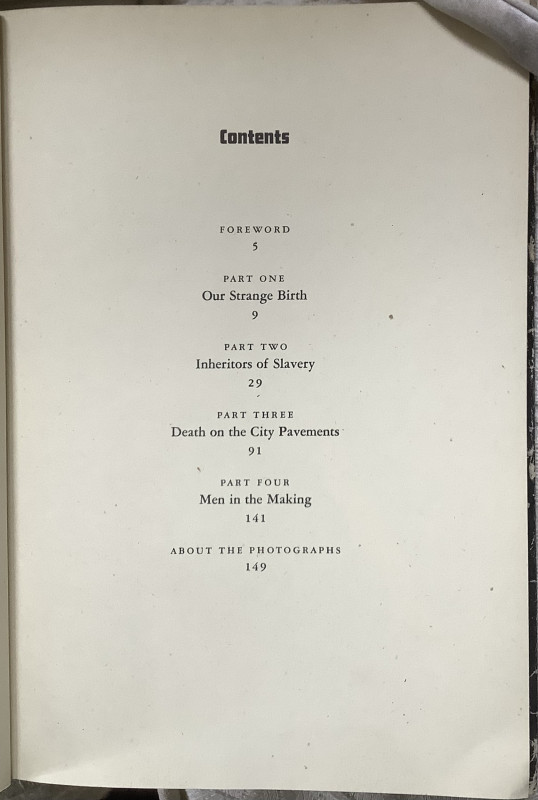 Contents
FOREWORD
5
PART ONE
Our Strange Birth
9
PART TWO
Inheritors of Slavery
29
PART THREE
Death on the City Pavements
91
PART FOUR
Men in the Making
141
ABOUT THE PHOTOGRAPHS
149